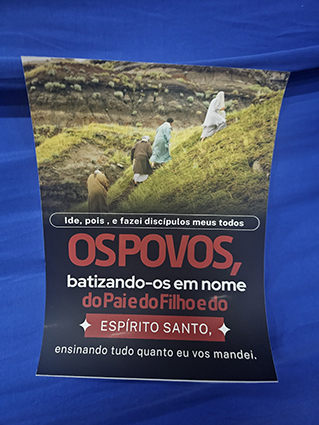 Ide, pois , e fazei discípulos meus todos
OS POVOS,
batizando-os em nome
do Pai e do Filho e do
ESPÍRITO SANTO,
ensinando tudo quanto eu vos mandei.